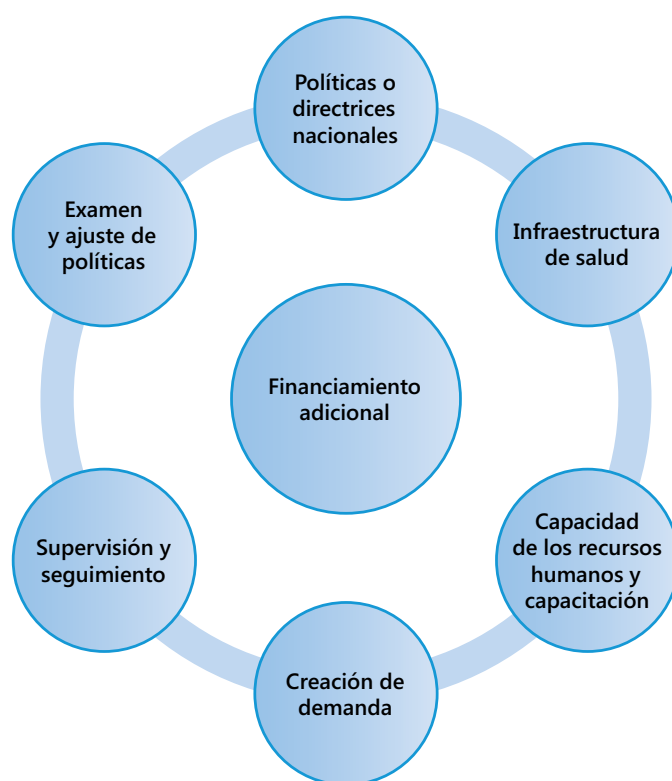 Políticas o
directrices
nacionales
Infraestructura
de salud
Capacidad
de los recursos
humanos y
capacitación
Creación de
demanda
Supervisión y
seguimiento
Examen
y ajuste de
políticas
Financiamiento
adicional